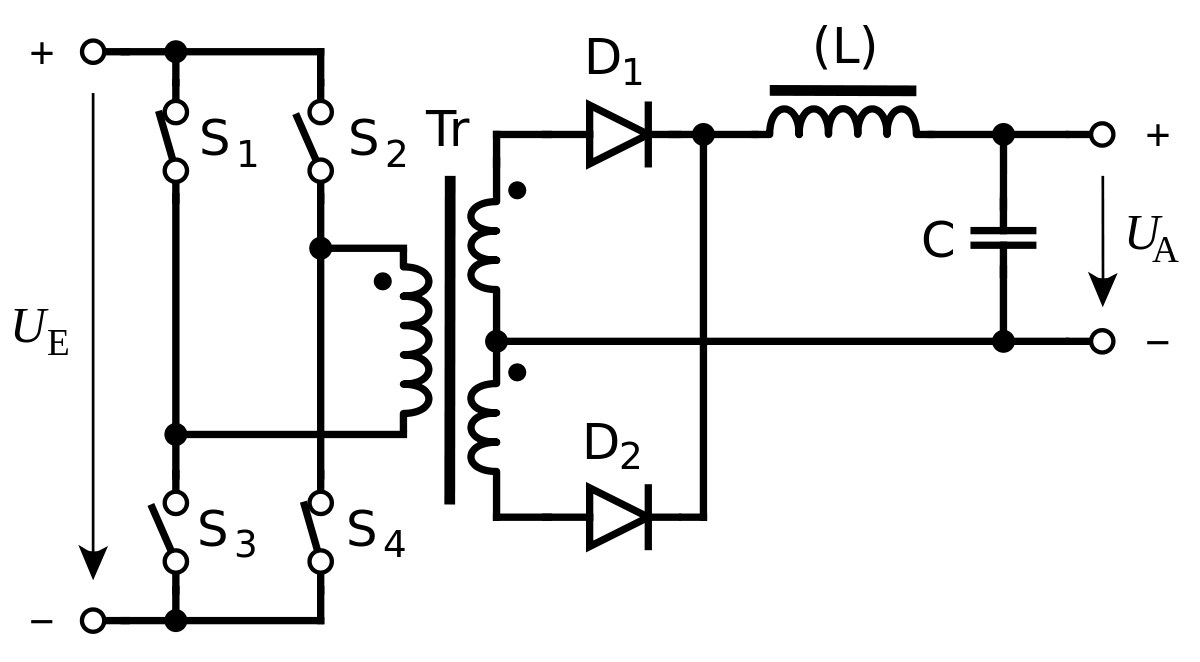 +
S1
S2
Tr
D1
(L)
+
C
UA
UE
−
D2
S3
S4
−